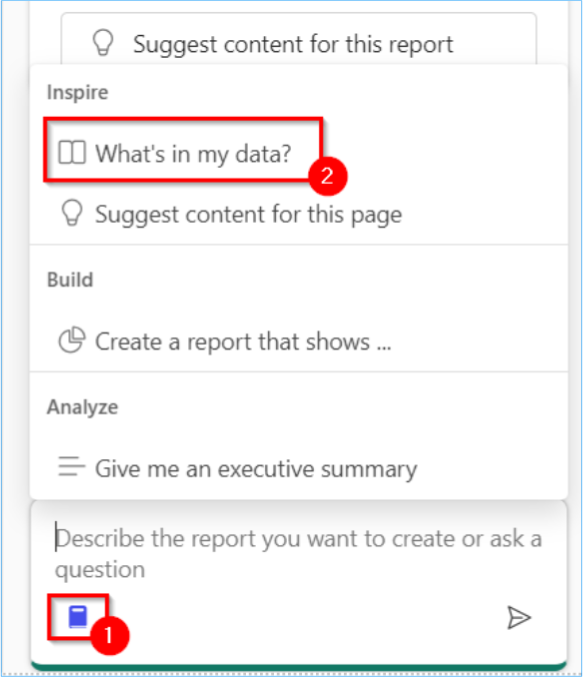 Suggest content for this report
Inspire
What's in my data?
2
Suggest content for this page
Build
Create a report that shows ...
Analyze
Give me an executive summary
Describe the report you want to create or ask a
question
1